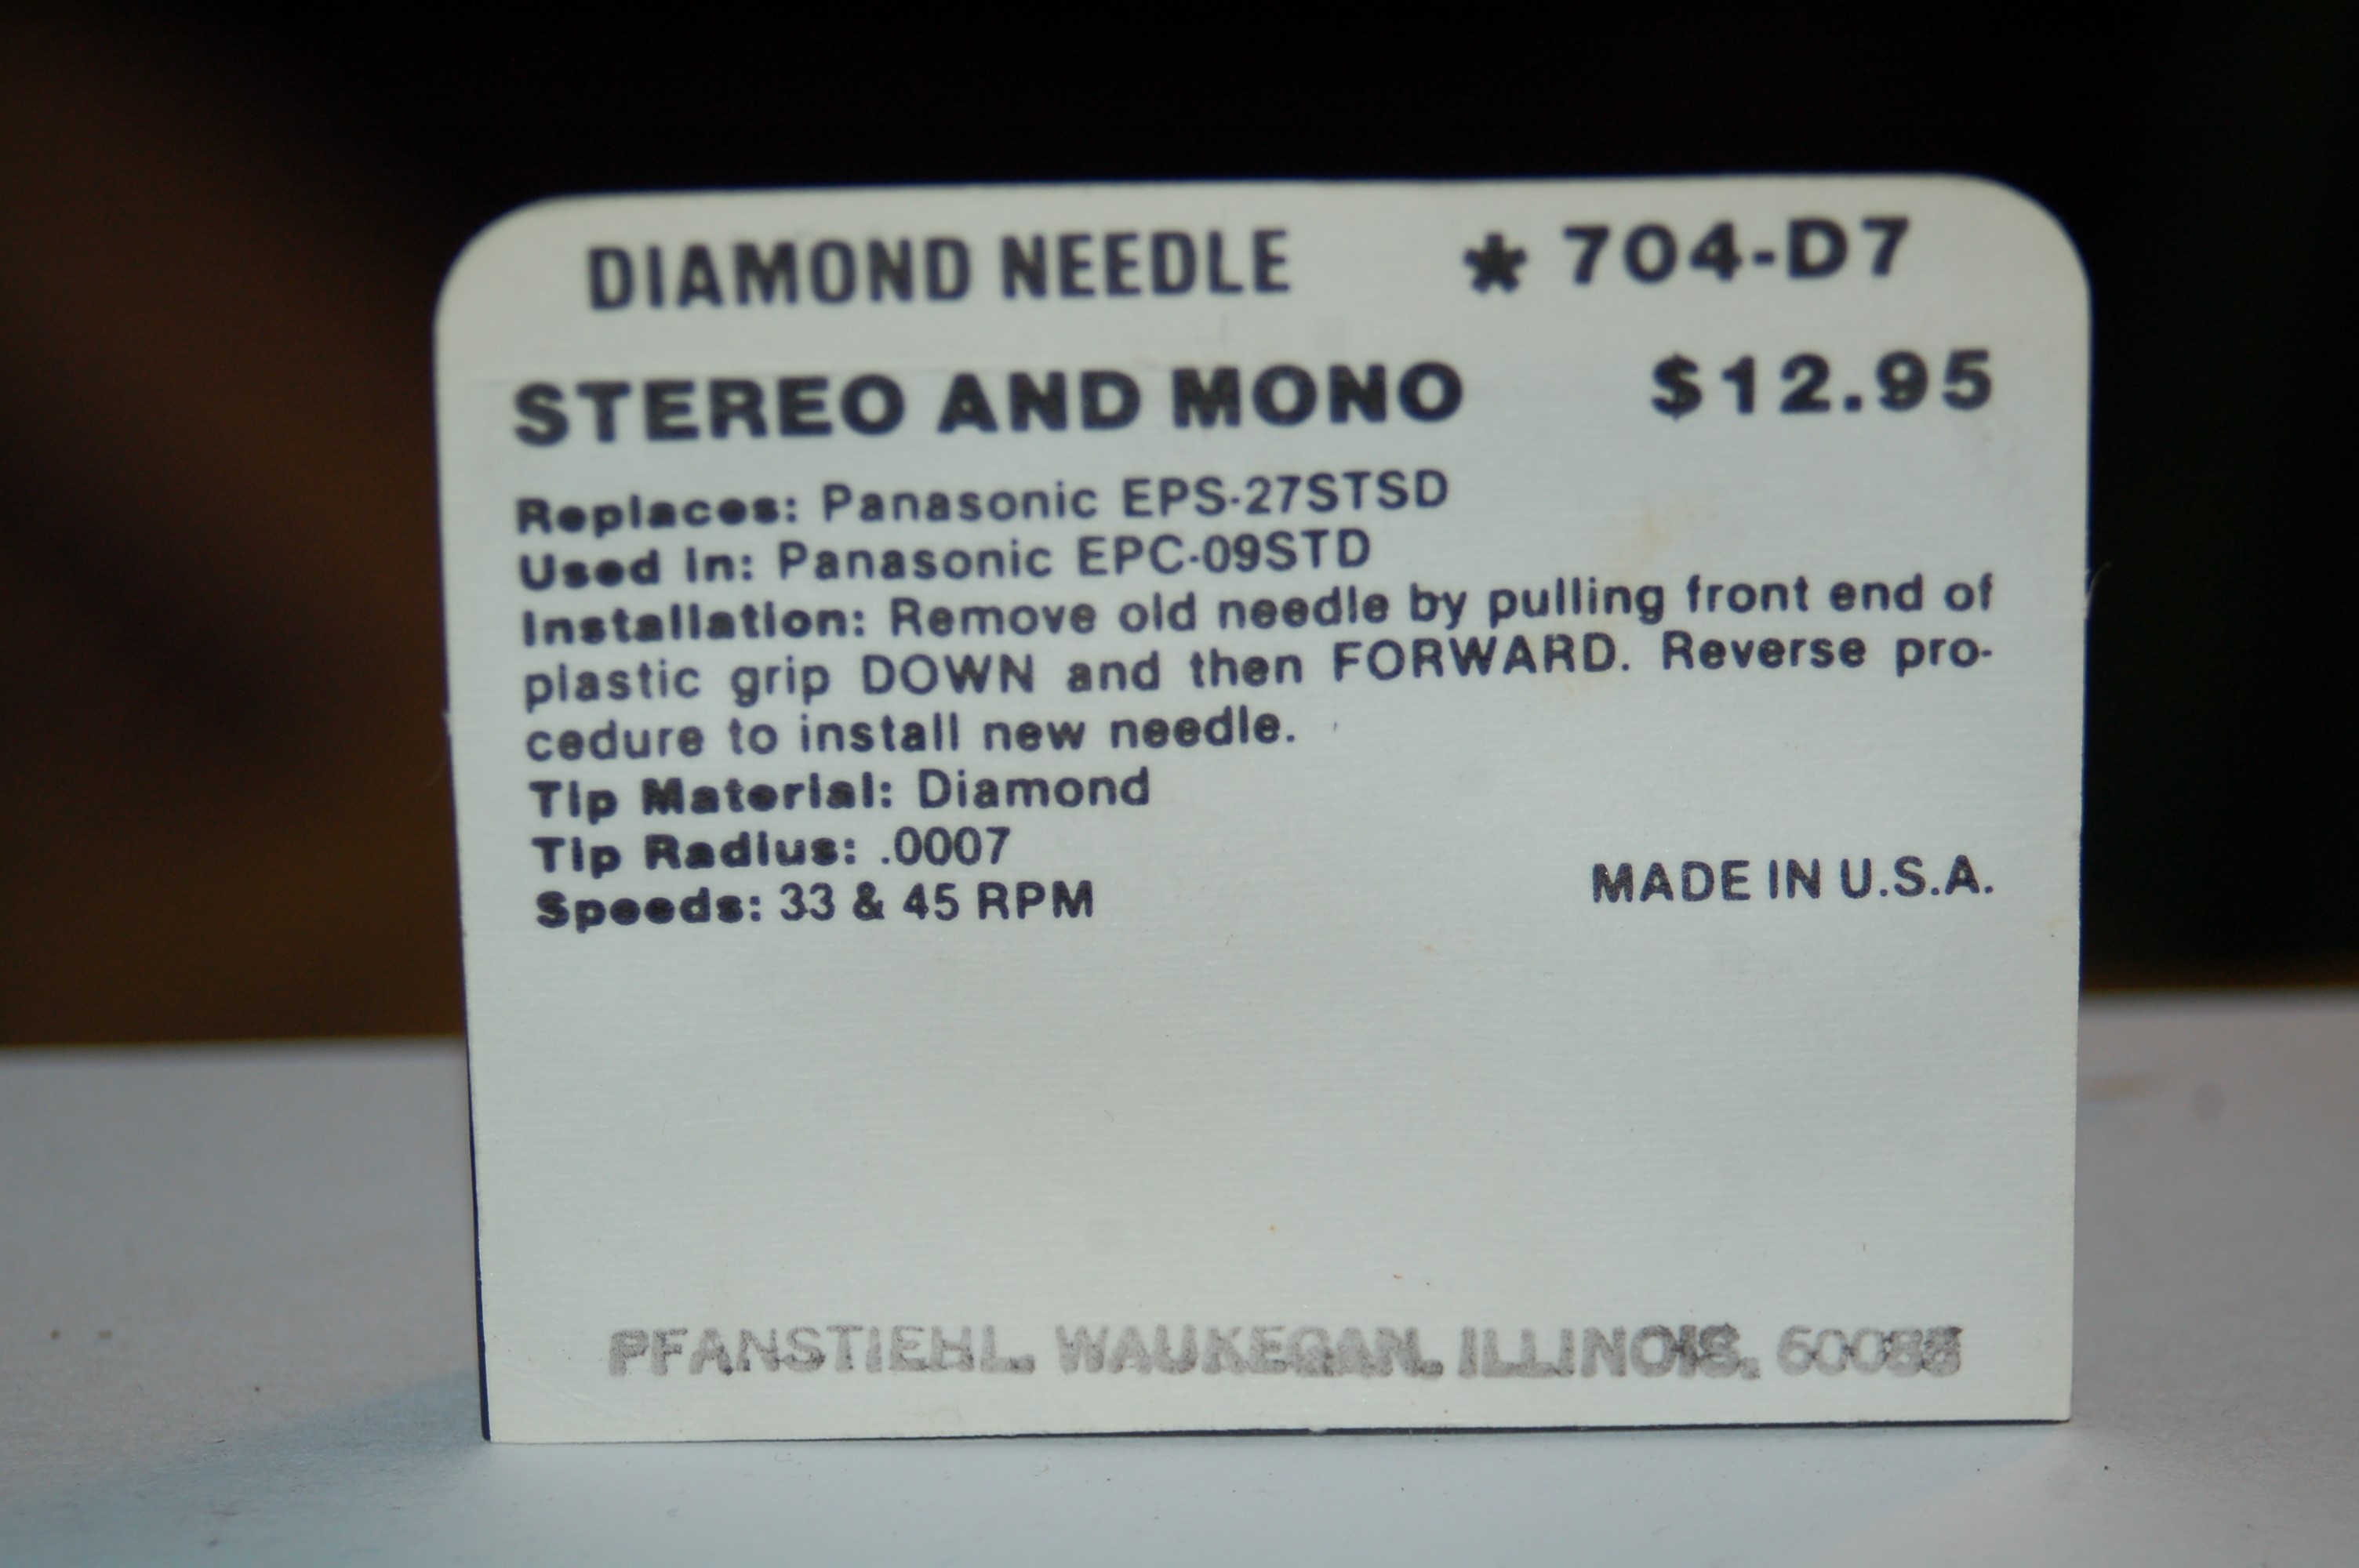 DIAMOND NEEDLE * 704-D7
STEREO AND MONO $12.95
Replaces: Panasonic EPS-27STSD
Used in: Panasonic EPC-09STD
Installation: Remove old needle by pulling front end of
plastic grip DOWN and then FORWARD. Reverse pro-
cedure to install new needle.
Tip Material: Diamond
Tip Radius: .0007
Speeds: 33 & 45 RPM
MADE IN U.S.A.
PFANSTIEHL, WAUKEGAN, ILLINOIS,